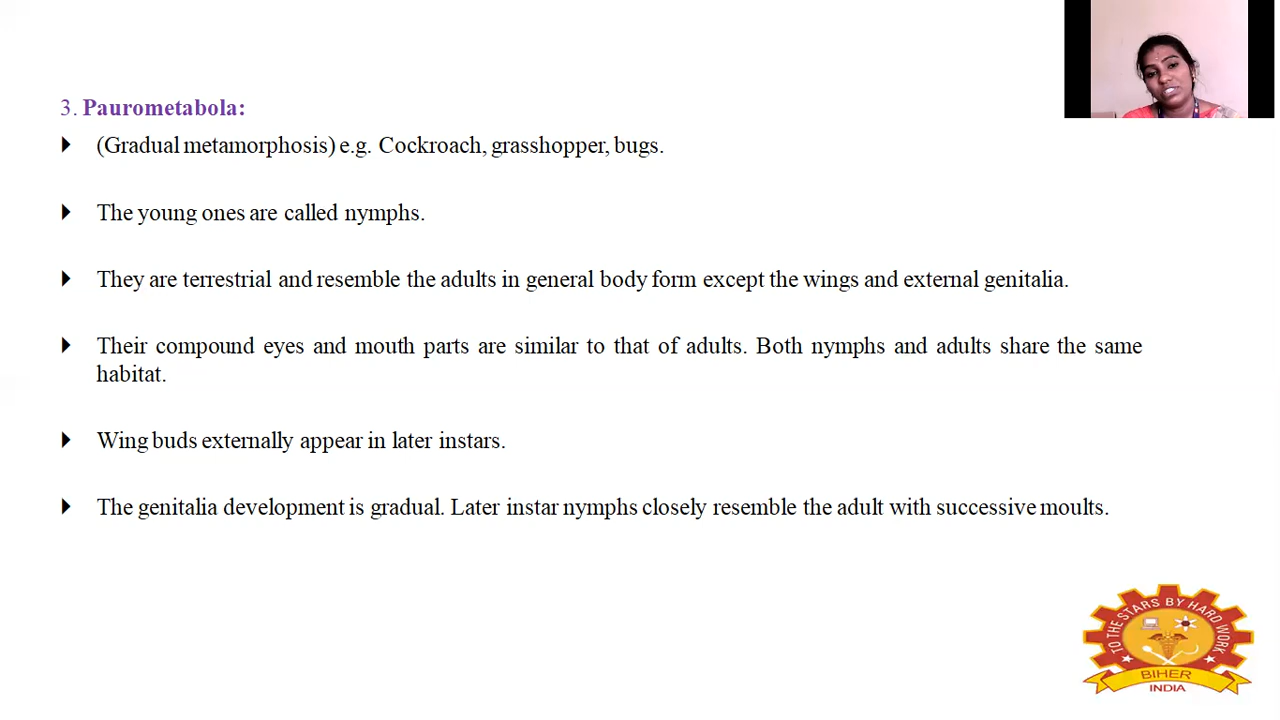 3. Paurometabola:
(Gradual metamorphosis) e.g. Cockroach, grasshopper, bugs.
The young ones are called nymphs.
They are terrestrial and resemble the adults in general body form except the wings and external genitalia.
Their compound eyes and mouth parts are similar to that of adults. Both nymphs and adults share the same
habitat.
Wing buds externally appear in later instars.
The genitalia development is gradual. Later instar nymphs closely resemble the adult with successive moults.
TO THE STARS BY HARD WORK
BIHER
INDIA